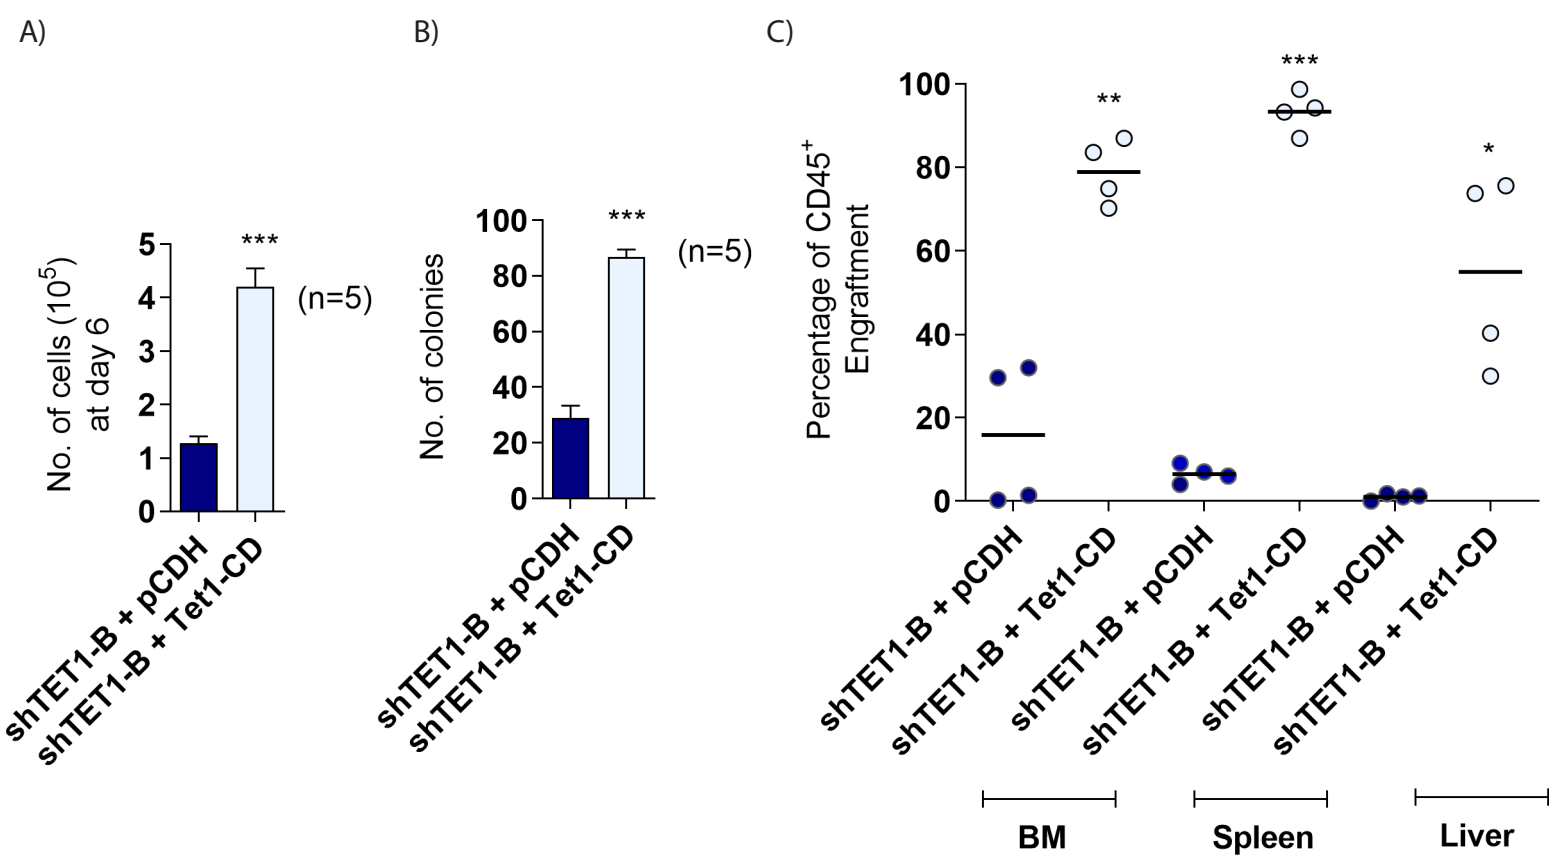 A)
No. of cells (10⁵)
at day 6
5
4
3
2
1
0
***
(n=5)
shTET1-B + pCDH
shTET1-B + Tet1-CD
B)
No. of colonies
100
80
60
40
20
0
***
(n=5)
shTET1-B + pCDH
shTET1-B + Tet1-CD
C)
Percentage of CD45⁺
Engraftment
100
80
60
40
20
0
**
***
*
shTET1-B + pCDH
shTET1-B + Tet1-CD
shTET1-B + pCDH
shTET1-B + Tet1-CD
shTET1-B + pCDH
shTET1-B + Tet1-CD
BM
Spleen
Liver